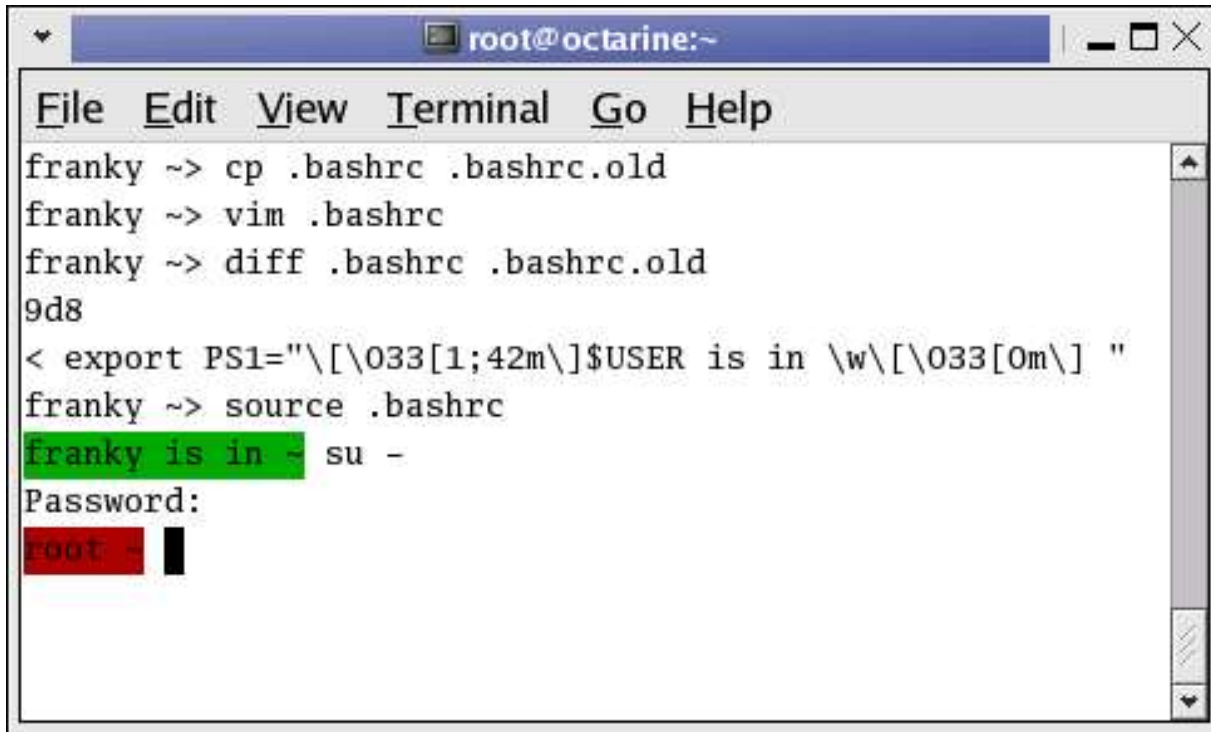 root@octarine:~
File Edit View Terminal Go Help
franky ~> cp .bashrc .bashrc.old
franky ~> vim .bashrc
franky ~> diff .bashrc .bashrc.old
9d8
< export PS1="\[\033[1;42m\]$USER is in \w\[\033[0m\] "
franky ~> source .bashrc
franky is in ~ su -
Password:
root ~